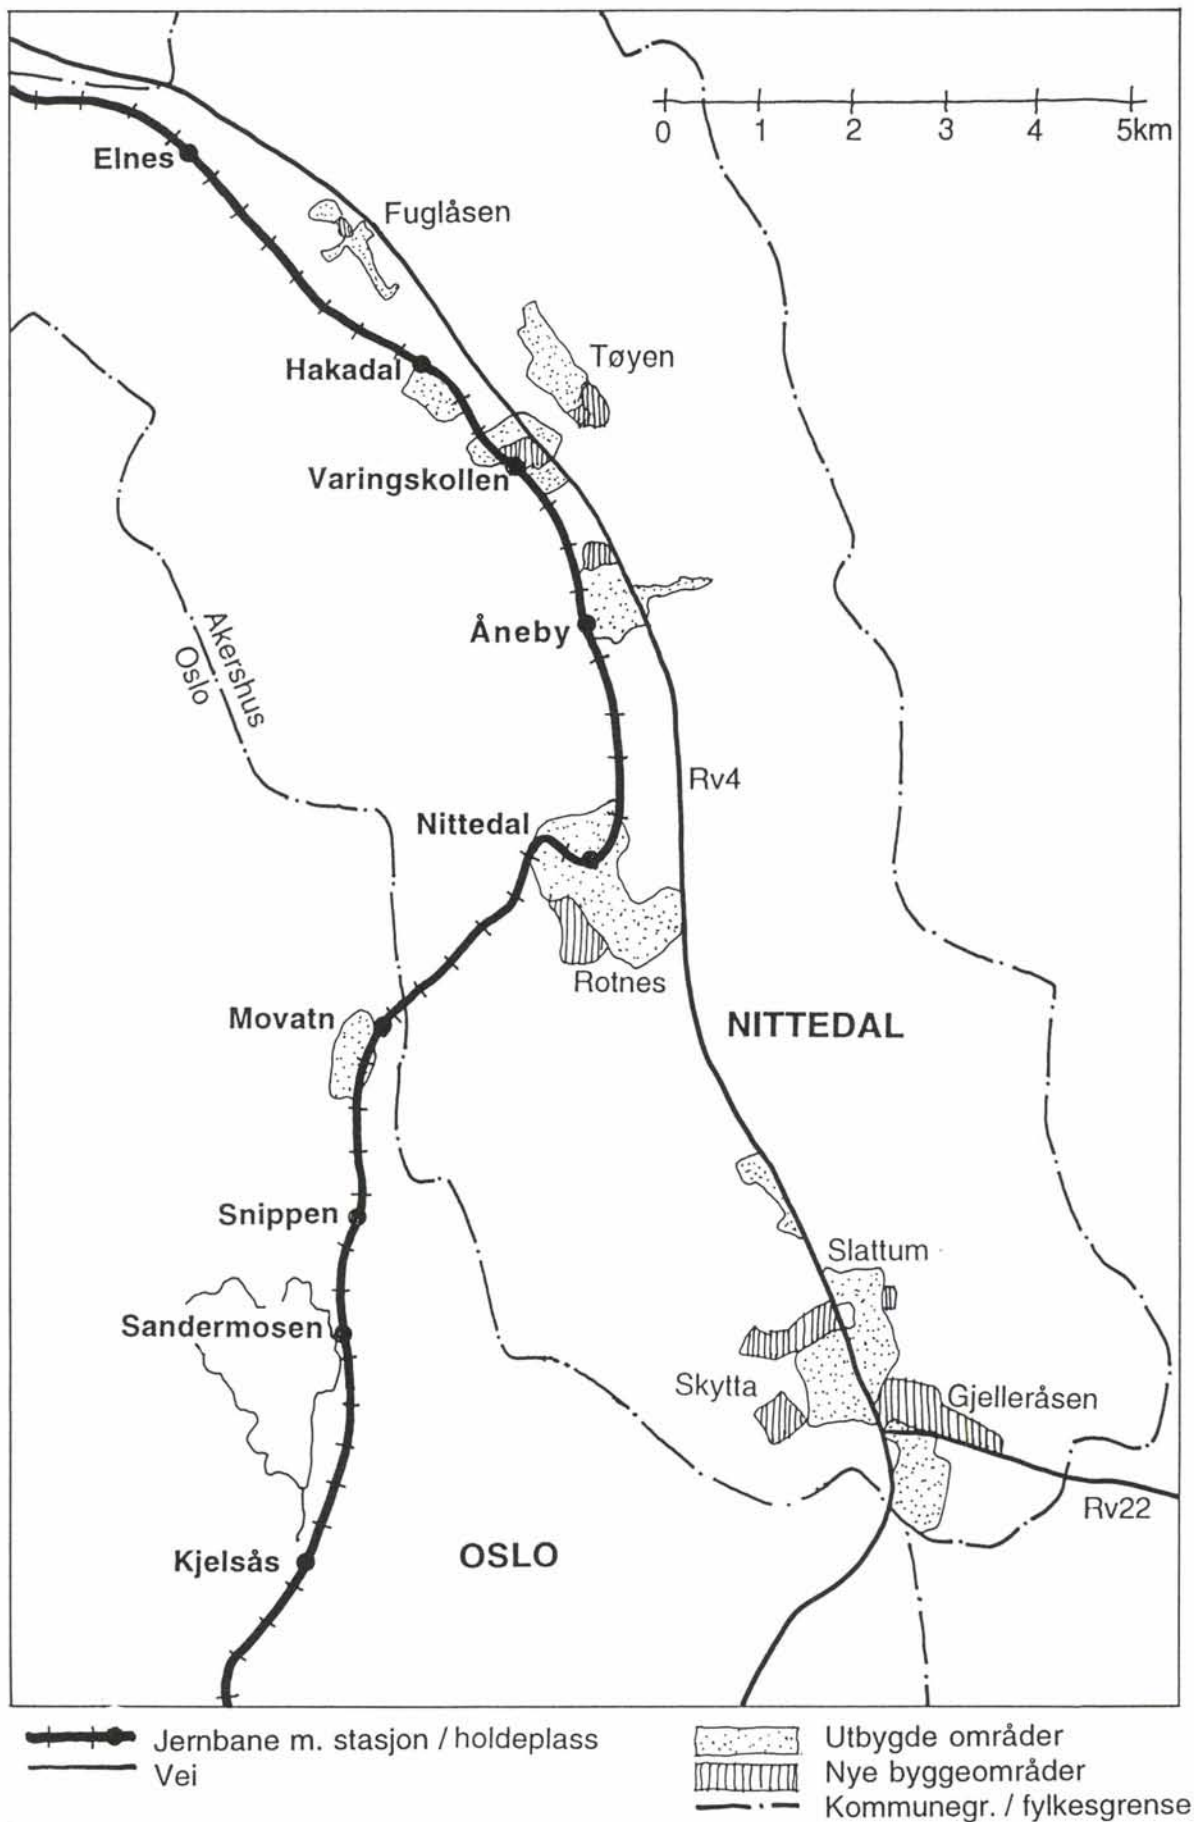 0 1 2 3 4 5km
Elnes
Fuglåsen
Tøyen
Hakadal
Varingskollen
Åneby
Akershus
Oslo
Rv4
Nittedal
Rotnes
Movatn
NITTEDAL
Snippen
Slattum
Sandermosen
Skytta
Gjelleråsen
Rv22
Kjelsås
OSLO
Jernbane m. stasjon / holdeplass
Vei
Utbygde områder
Nye byggeområder
Kommunegr. / fylkesgrense